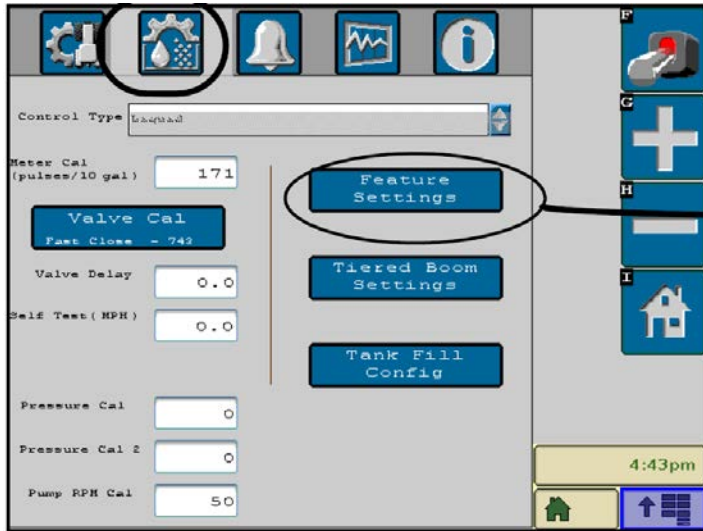 F
Control Type Liquid
G
Meter Cal
(pulses/10 gal)
171
Feature
Settings
H
Valve Cal
Fast Close - 743
Valve Delay
0.0
Tiered Boom
Settings
I
Self Test(MPH)
0.0
Tank Fill
Config
Pressure Cal
0
Pressure Cal 2
0
4:43pm
Pump RPM Cal
50